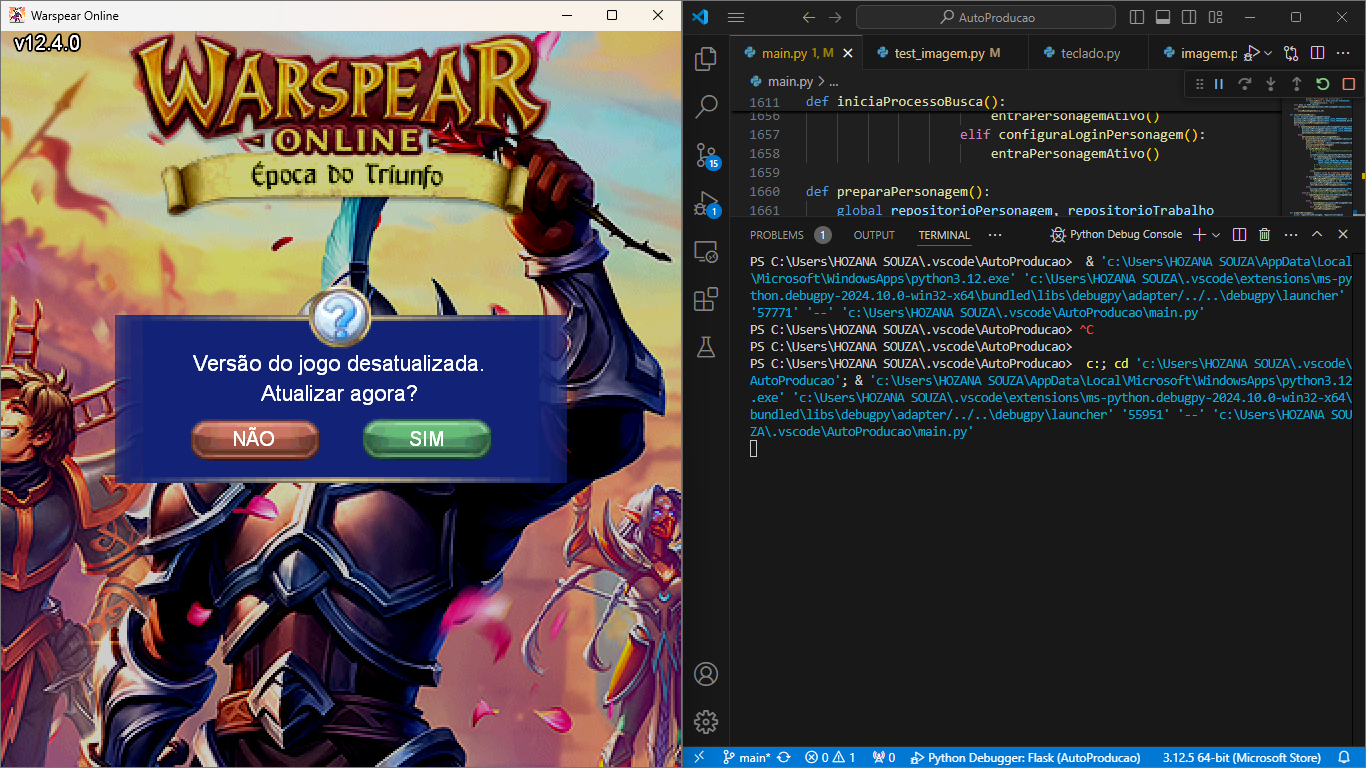 Warspear Online
v12.4.0
WARSPEAR
ONLINE
Época do Triunfo
Versão do jogo desatualizada.
Atualizar agora?
NÃO
SIM
AutoProducao
main.py 1, M
test_imagem.py M
teclado.py
imagem.p
main.py > ...
1611 def iniciaProcessoBusca():
1656 entraPersonagemAtivo()
1657 elif configuraLoginPersonagem():
1658 entraPersonagemAtivo()
1659
1660 def preparaPersonagem():
1661 global repositorioPersonagem, repositorioTrabalho
PROBLEMS 1 OUTPUT TERMINAL ... Python Debug Console
PS C:\Users\HOZANA SOUZA\.vscode\AutoProducao>  & 'c:\Users\HOZANA SOUZA\AppData\Local
\Microsoft\WindowsApps\python3.12.exe' 'c:\Users\HOZANA SOUZA\.vscode\extensions\ms-py
thon.debugpy-2024.10.0-win32-x64\bundled\libs\debugpy\adapter/../..\debugpy\launcher'
'57771' '--' 'c:\Users\HOZANA SOUZA\.vscode\AutoProducao\main.py'
PS C:\Users\HOZANA SOUZA\.vscode\AutoProducao> ^C
PS C:\Users\HOZANA SOUZA\.vscode\AutoProducao>
PS C:\Users\HOZANA SOUZA\.vscode\AutoProducao>  c:; cd 'c:\Users\HOZANA SOUZA\.vscode\
AutoProducao'; & 'c:\Users\HOZANA SOUZA\AppData\Local\Microsoft\WindowsApps\python3.12
.exe' 'c:\Users\HOZANA SOUZA\.vscode\extensions\ms-python.debugpy-2024.10.0-win32-x64\
bundled\libs\debugpy\adapter/../..\debugpy\launcher' '55951' '--' 'c:\Users\HOZANA SOU
ZA\.vscode\AutoProducao\main.py'
15
1
main* 0 1 0 Python Debugger: Flask (AutoProducao) 3.12.5 64-bit (Microsoft Store)